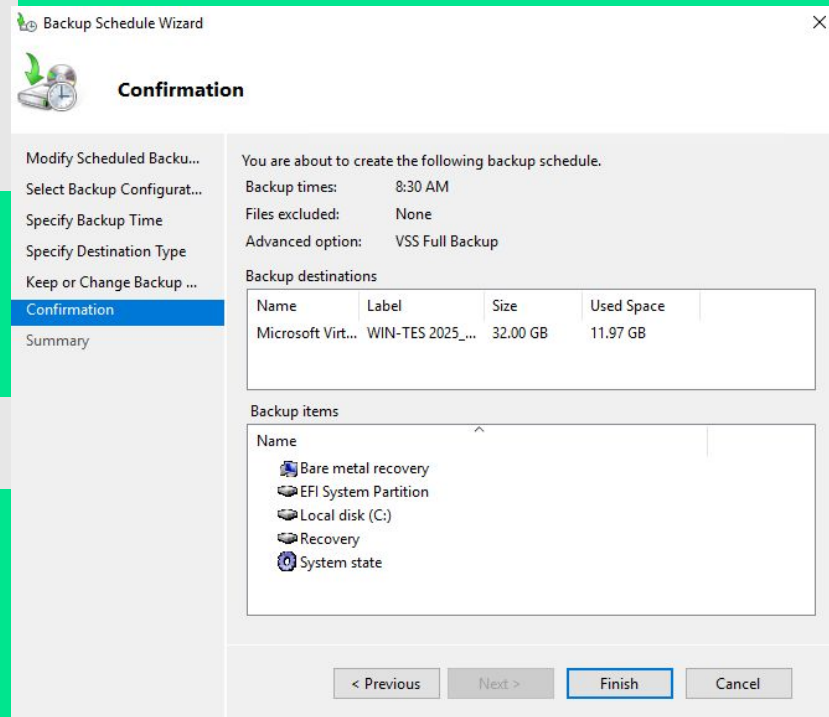 Backup Schedule Wizard
Confirmation
Modify Scheduled Backu...
Select Backup Configurat...
Specify Backup Time
Specify Destination Type
Keep or Change Backup ...
Confirmation
Summary
You are about to create the following backup schedule.
Backup times: 8:30 AM
Files excluded: None
Advanced option: VSS Full Backup
Backup destinations
Name Label Size Used Space
Microsoft Virt... WIN-TES 2025_... 32.00 GB 11.97 GB
Backup items
Name
Bare metal recovery
EFI System Partition
Local disk (C:)
Recovery
System state
< Previous Next > Finish Cancel